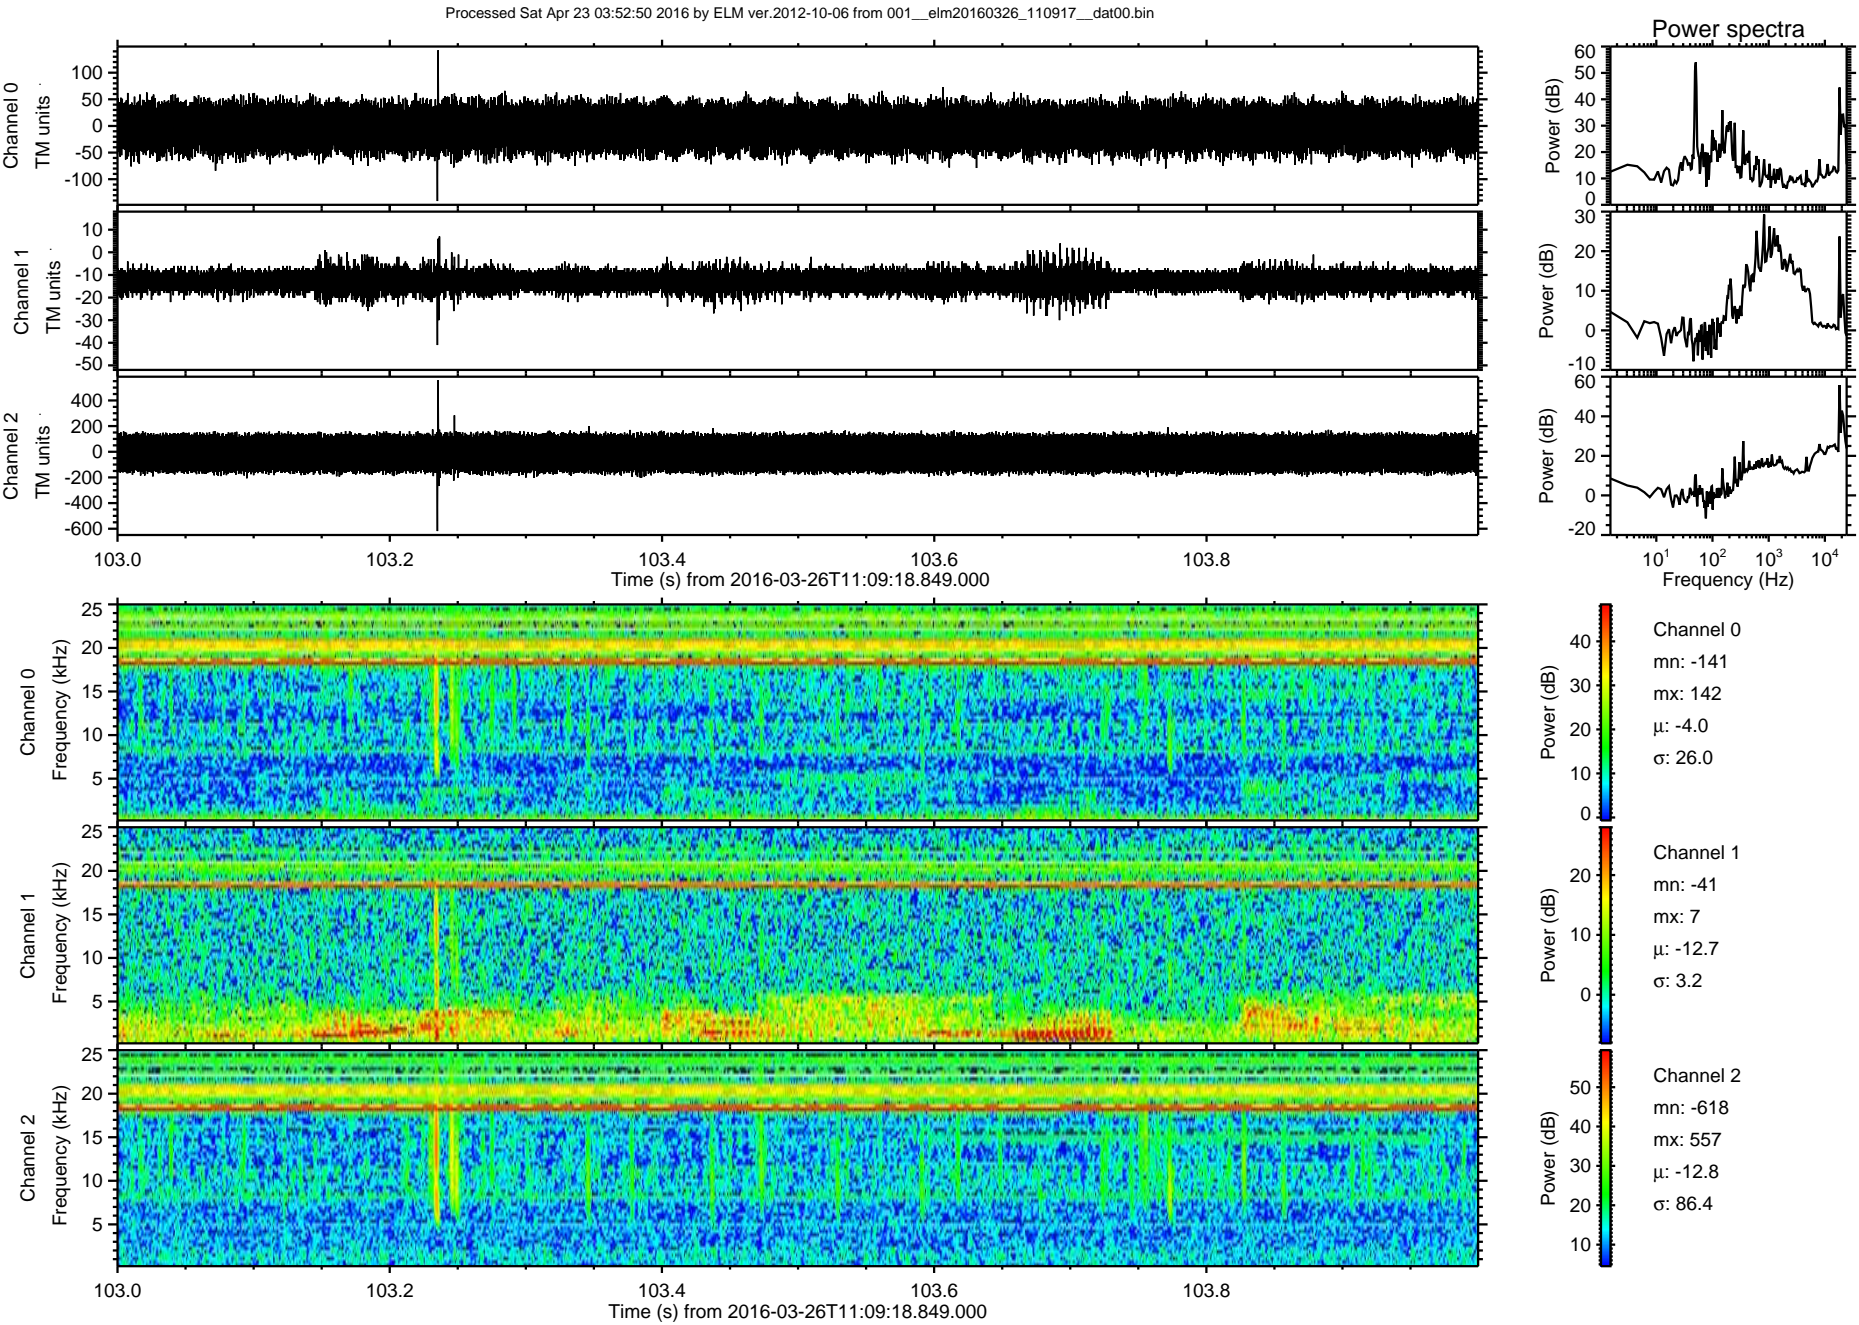 Processed Sat Apr 23 03:52:50 2016 by ELM ver.2012-10-06 from 001__elm20160326_110917__dat00.bin
Power spectra
Channel 0
TM units
100
50
0
-50
-100
Power (dB)
60
50
40
30
20
10
0
Channel 1
TM units
10
0
-10
-20
-30
-40
-50
Power (dB)
30
20
10
0
-10
Channel 2
TM units
400
200
0
-200
-400
-600
Power (dB)
60
40
20
0
-20
103.0 103.2 103.4 103.6 103.8
Time (s) from 2016-03-26T11:09:18.849.000
10^1 10^2 10^3 10^4
Frequency (Hz)
Channel 0
Frequency (kHz)
25
20
15
10
5
Power (dB)
40
30
20
10
0
Channel 0
mn: -141
mx: 142
μ: -4.0
σ: 26.0
Channel 1
Frequency (kHz)
25
20
15
10
5
Power (dB)
20
10
0
Channel 1
mn: -41
mx: 7
μ: -12.7
σ: 3.2
Channel 2
Frequency (kHz)
25
20
15
10
5
Power (dB)
50
40
30
20
10
Channel 2
mn: -618
mx: 557
μ: -12.8
σ: 86.4
103.0 103.2 103.4 103.6 103.8
Time (s) from 2016-03-26T11:09:18.849.000